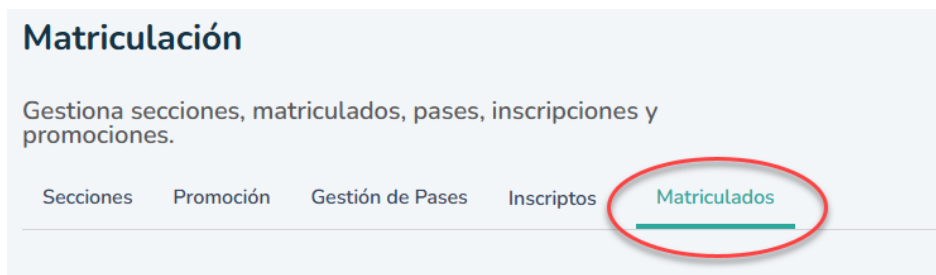 Matriculación
Gestiona secciones, matriculados, pases, inscripciones y
promociones.
Secciones Promoción Gestión de Pases Inscriptos Matriculados